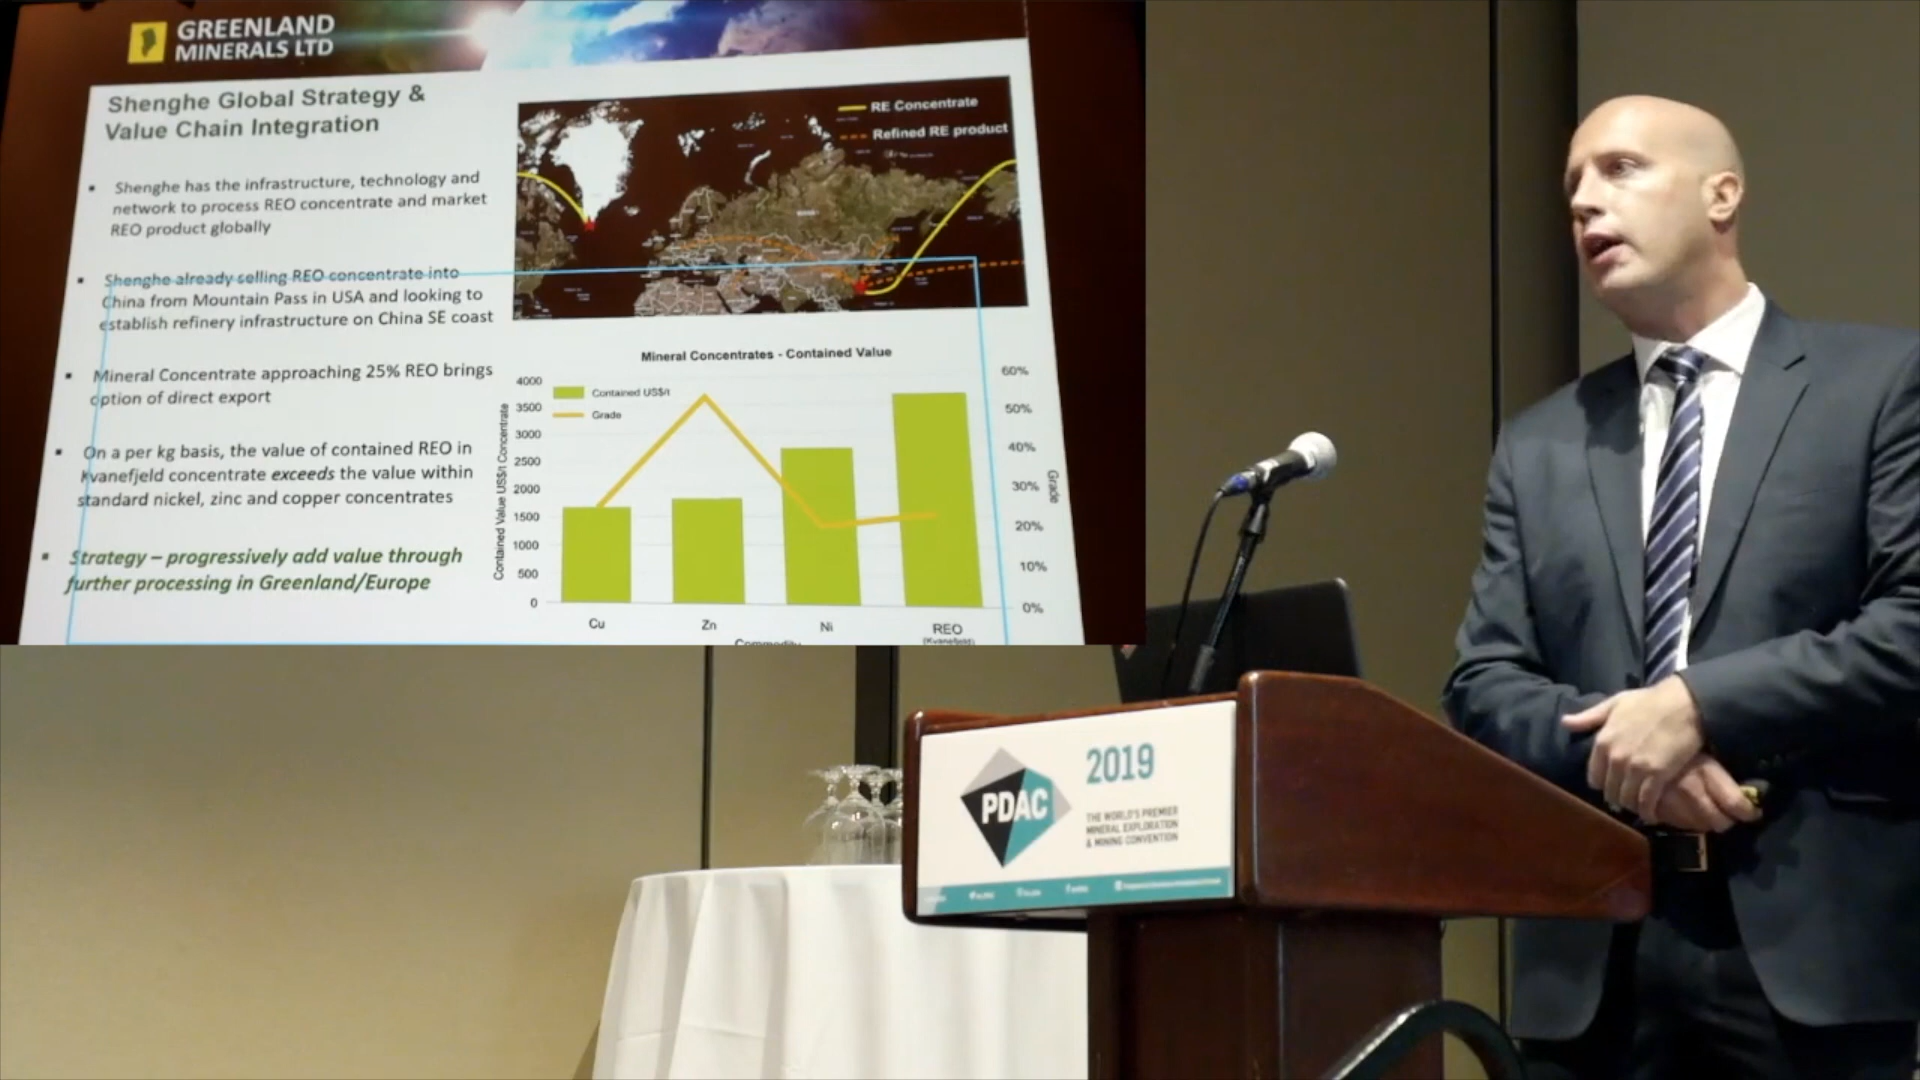 GREENLAND
MINERALS LTD
Shenghe Global Strategy &
Value Chain Integration
▪ Shenghe has the infrastructure, technology and
network to process REO concentrate and market
REO product globally
▪ Shenghe already selling REO concentrate into
China from Mountain Pass in USA and looking to
establish refinery infrastructure on China SE coast
▪ Mineral Concentrate approaching 25% REO brings
option of direct export
▪ On a per kg basis, the value of contained REO in
Kvanefjeld concentrate exceeds the value within
standard nickel, zinc and copper concentrates
▪ Strategy – progressively add value through
further processing in Greenland/Europe
RE Concentrate
Refined RE product
Mineral Concentrates - Contained Value
Contained US$/t
Grade
Contained Value US$/t Concentrate
4000
3500
3000
2500
2000
1500
1000
500
0
60%
50%
40%
30%
20%
10%
0%
Grade
Cu
Zn
Ni
REO
(Kvanefjeld)
Commodity
PDAC
2019
THE WORLD'S PREMIER
MINERAL EXPLORATION
& MINING CONVENTION